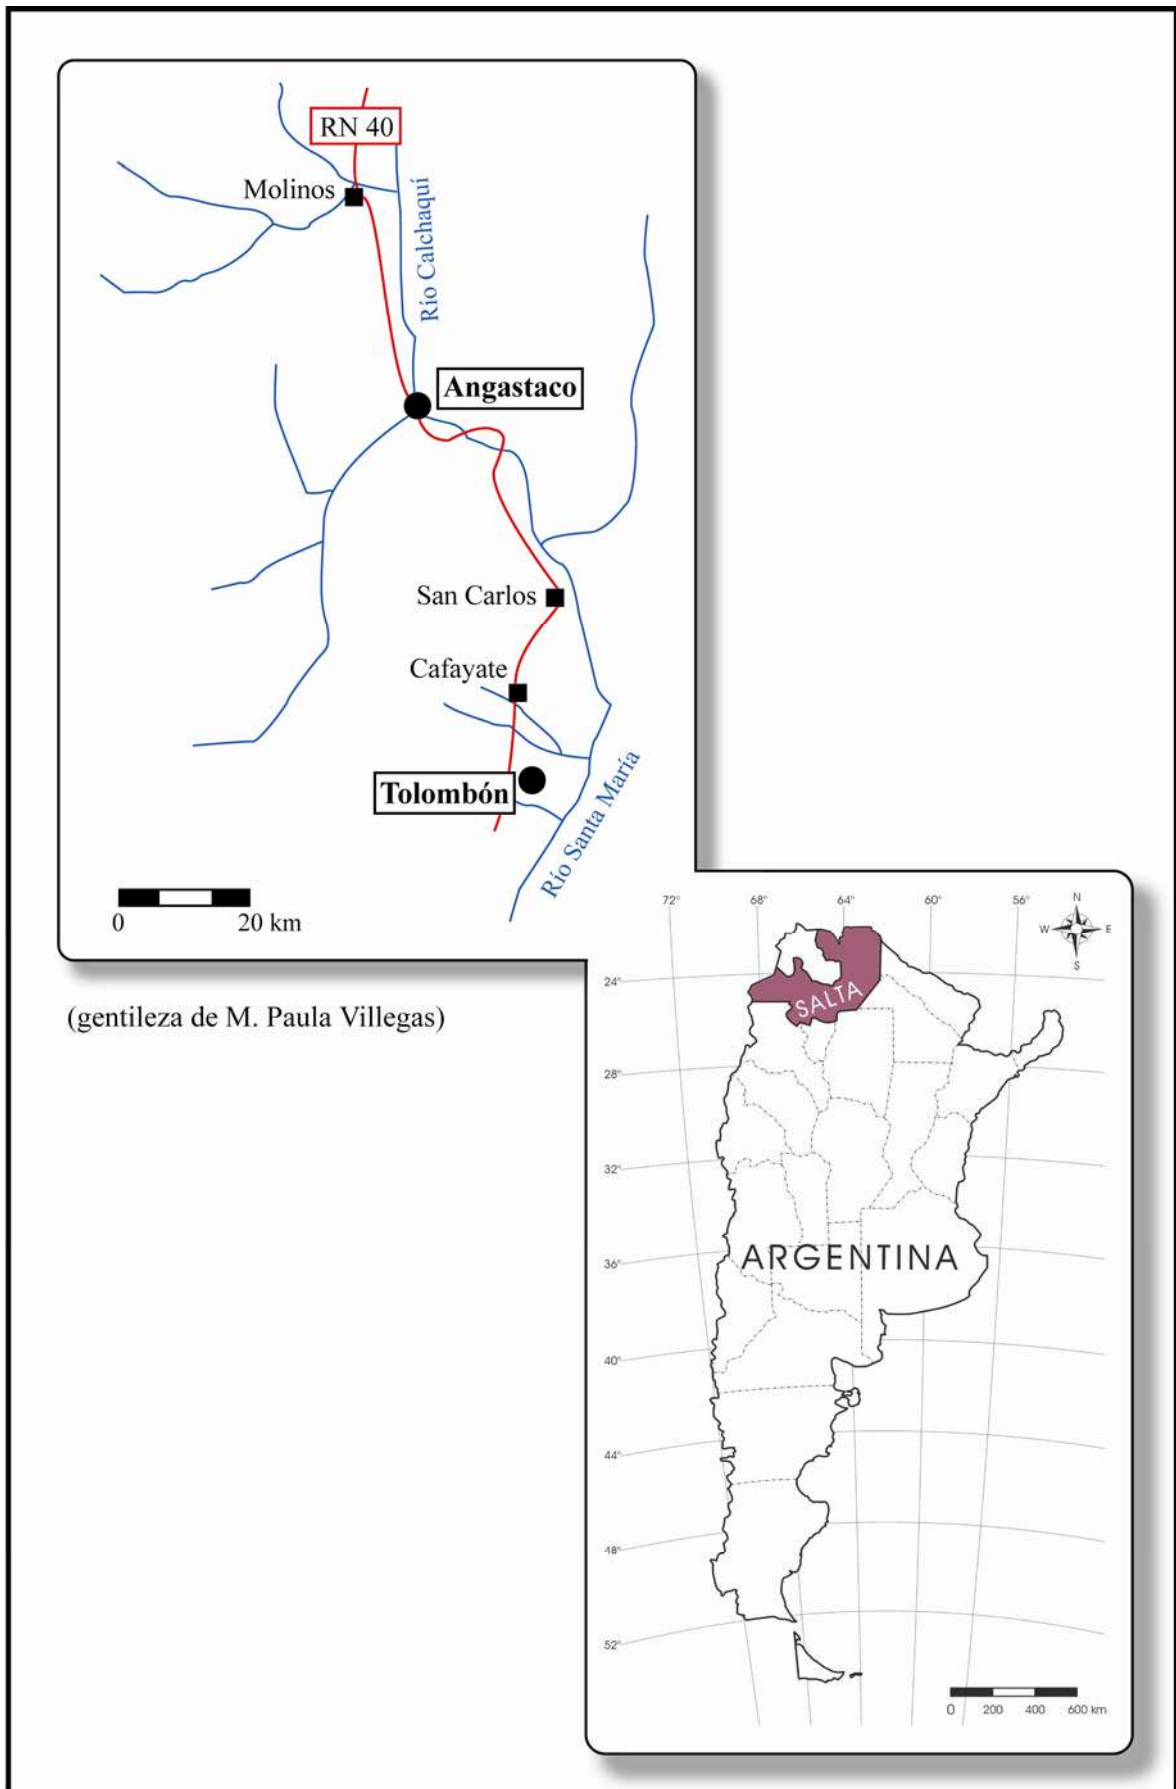 RN 40
Molinos
Río Calchaquí
Angastaco
San Carlos
Cafayate
Tolombón
Río Santa María
0 20 km
(gentileza de M. Paula Villegas)
72° 68° 64° 60° 56°
N
W E
S
24°
SALTA
28°
32°
36°
ARGENTINA
40°
44°
48°
52°
0 200 400 600 km